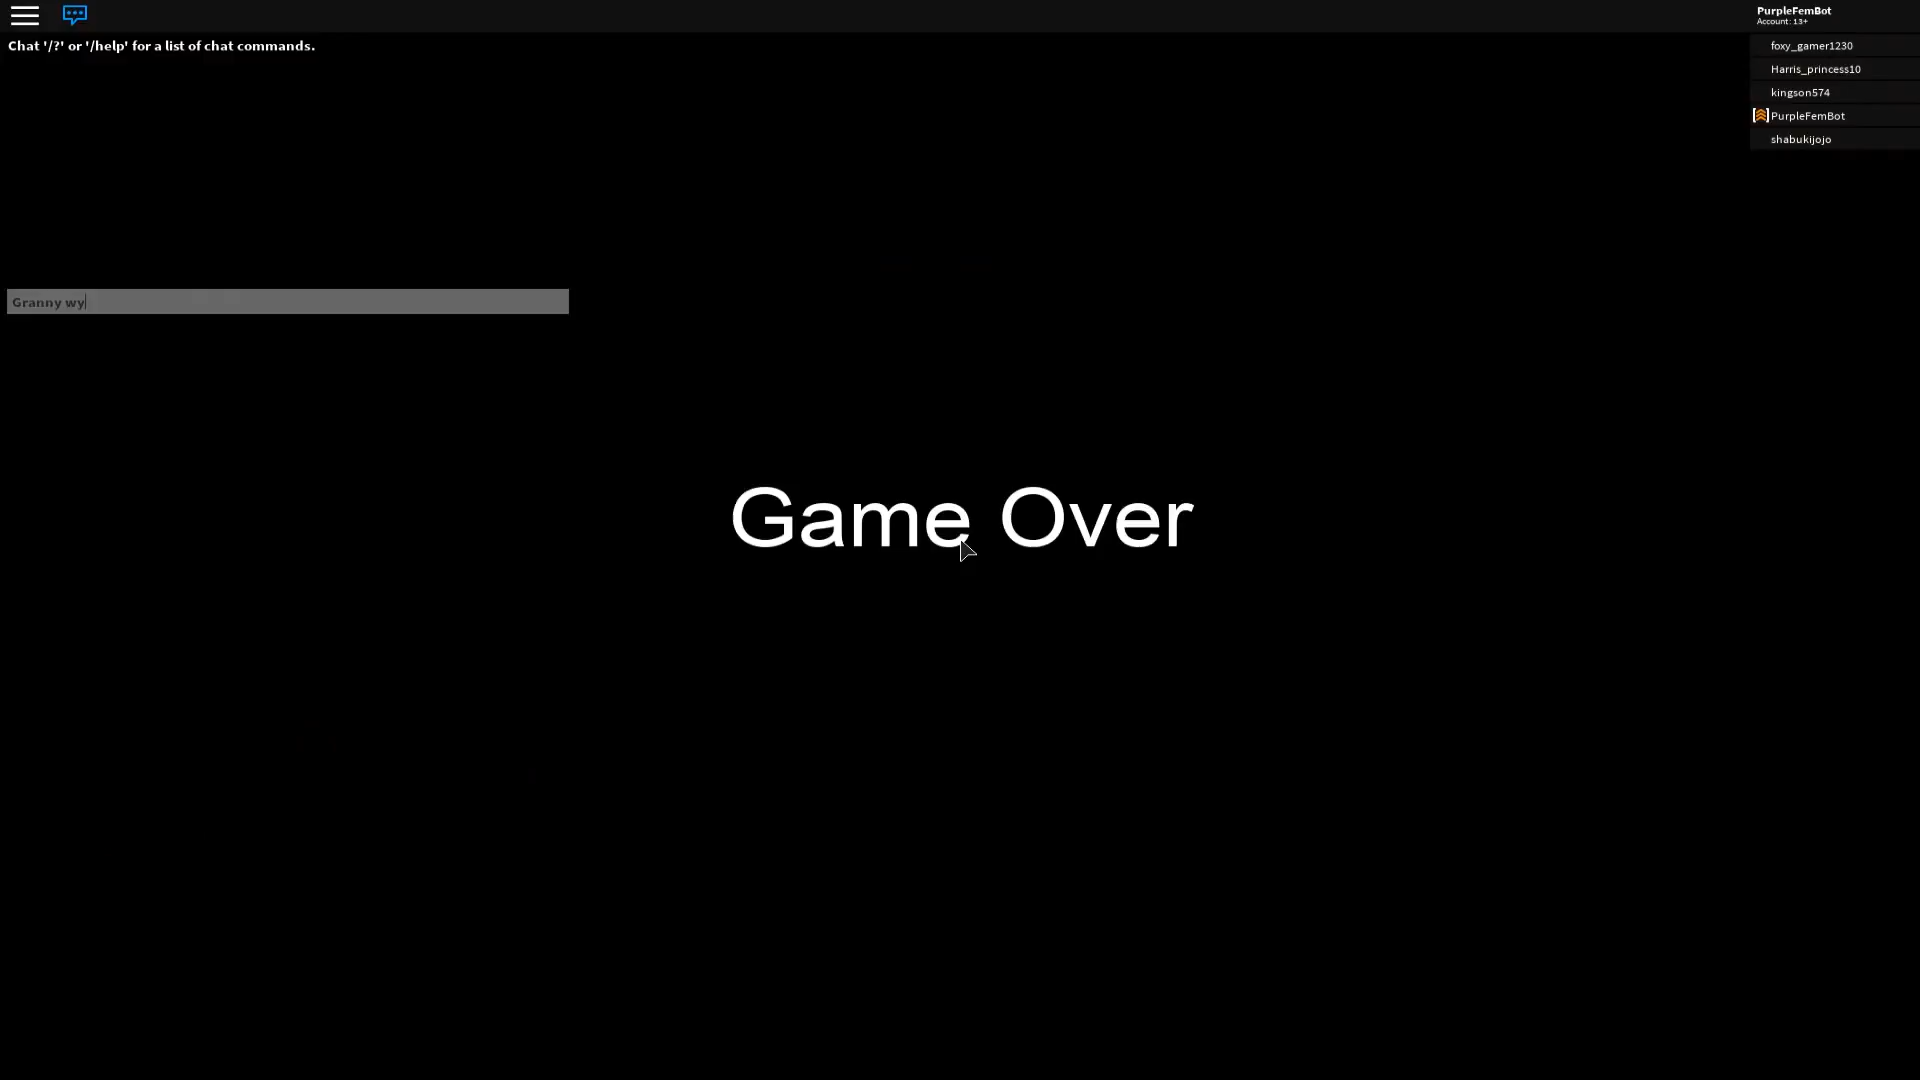 PurpleFemBot
Account: 13+
Chat '/?' or '/help' for a list of chat commands.
foxy_gamer1230
Harris_princess10
kingson574
PurpleFemBot
shabukijojo
Granny wy
Game Over